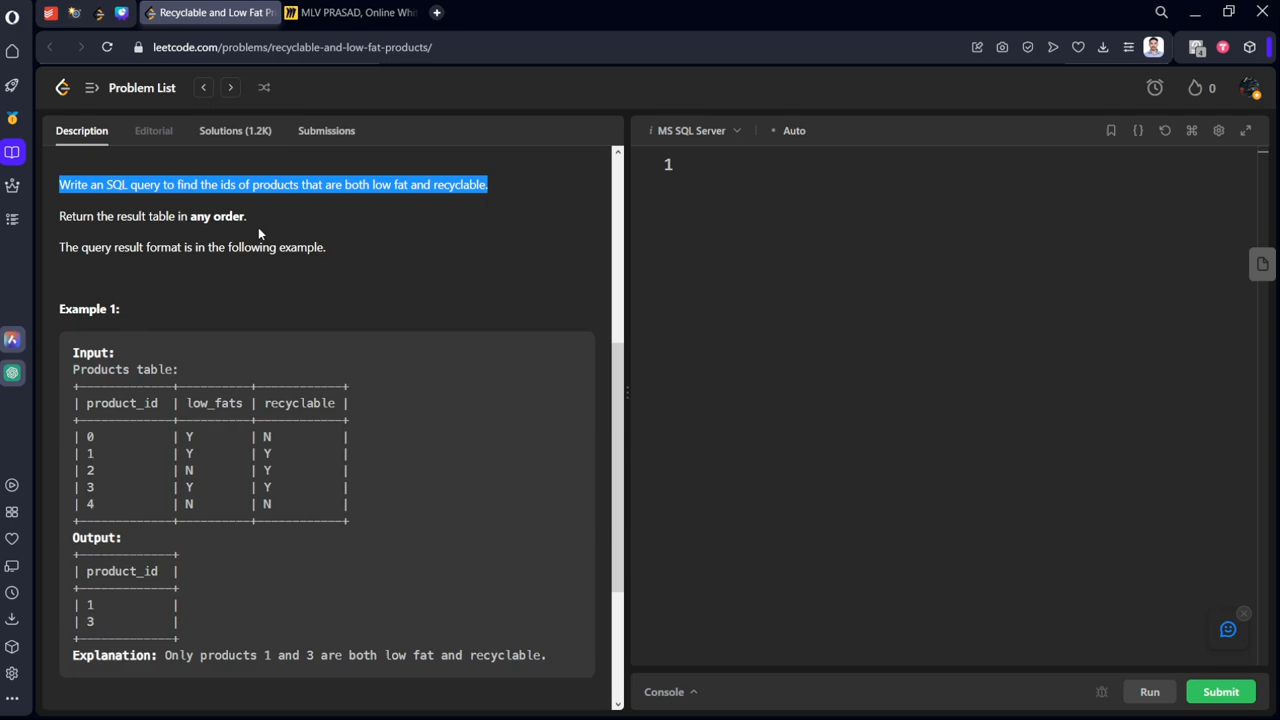 Recyclable and Low Fat Pr
MLV PRASAD, Online Whit
leetcode.com/problems/recyclable-and-low-fat-products/
4
Problem List
0
Description Editorial Solutions (1.2K) Submissions
i MS SQL Server • Auto
1
Write an SQL query to find the ids of products that are both low fat and recyclable.
Return the result table in any order.
The query result format is in the following example.
Example 1:
Input:
Products table:
+-------------+----------+------------+
| product_id | low_fats | recyclable |
+-------------+----------+------------+
| 0 | Y | N |
| 1 | Y | Y |
| 2 | N | Y |
| 3 | Y | Y |
| 4 | N | N |
+-------------+----------+------------+
Output:
+-------------+
| product_id |
+-------------+
| 1 |
| 3 |
+-------------+
Explanation: Only products 1 and 3 are both low fat and recyclable.
Console
Run
Submit